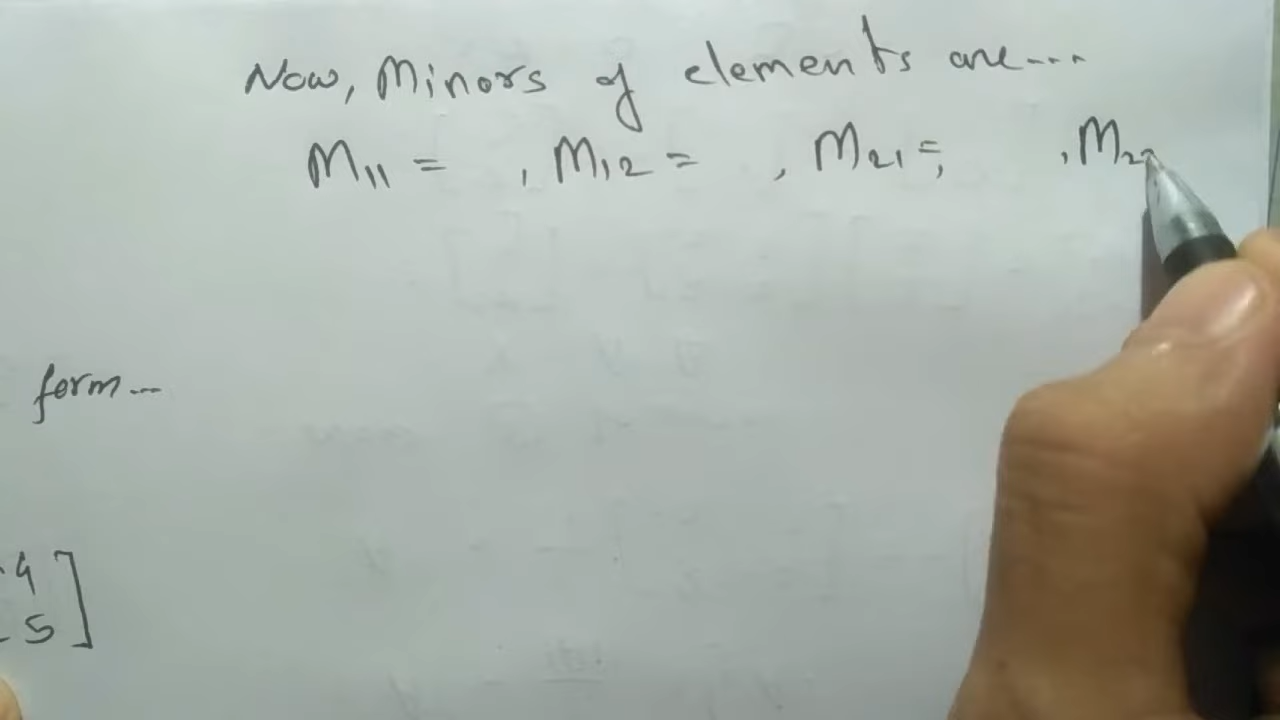 Now, Minors of elements are...
M11 = , M12 = , M21 = , , M22
form...
4 ]
5 ]